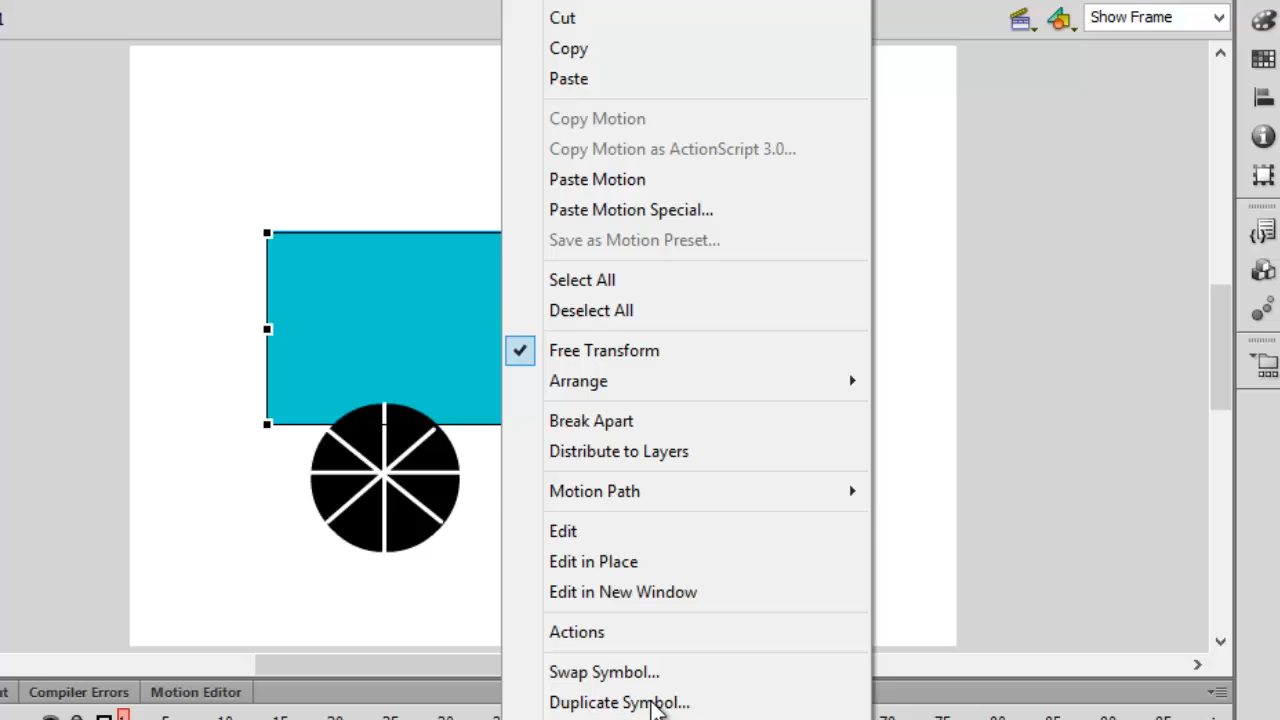 1
Show Frame
Cut
Copy
Paste
Copy Motion
Copy Motion as ActionScript 3.0...
Paste Motion
Paste Motion Special...
Save as Motion Preset...
Select All
Deselect All
Free Transform
Arrange
Break Apart
Distribute to Layers
Motion Path
Edit
Edit in Place
Edit in New Window
Actions
Swap Symbol...
Duplicate Symbol...
Compiler Errors
Motion Editor